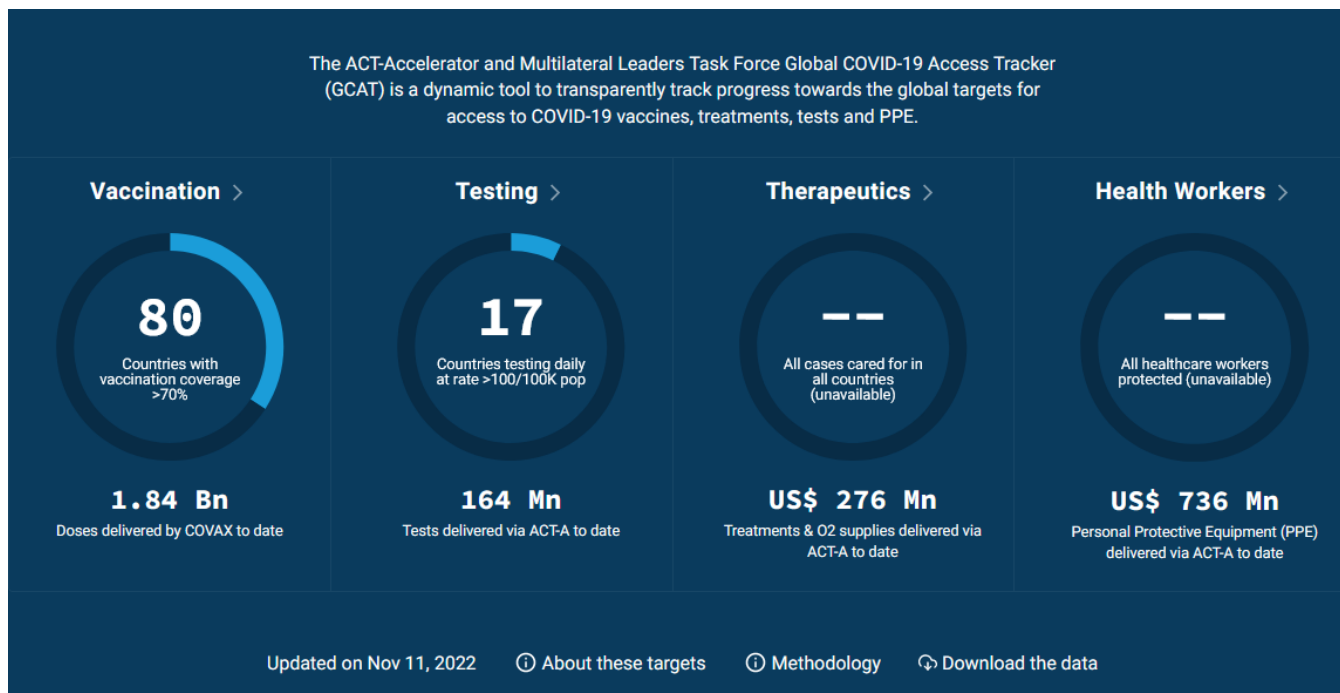 The ACT-Accelerator and Multilateral Leaders Task Force Global COVID-19 Access Tracker
(GCAT) is a dynamic tool to transparently track progress towards the global targets for
access to COVID-19 vaccines, treatments, tests and PPE.
Vaccination >
80
Countries with
vaccination coverage
>70%
1.84 Bn
Doses delivered by COVAX to date
Testing >
17
Countries testing daily
at rate >100/100K pop
164 Mn
Tests delivered via ACT-A to date
Therapeutics >
––
All cases cared for in
all countries
(unavailable)
US$ 276 Mn
Treatments & O2 supplies delivered via
ACT-A to date
Health Workers >
––
All healthcare workers
protected (unavailable)
US$ 736 Mn
Personal Protective Equipment (PPE)
delivered via ACT-A to date
Updated on Nov 11, 2022 About these targets Methodology Download the data